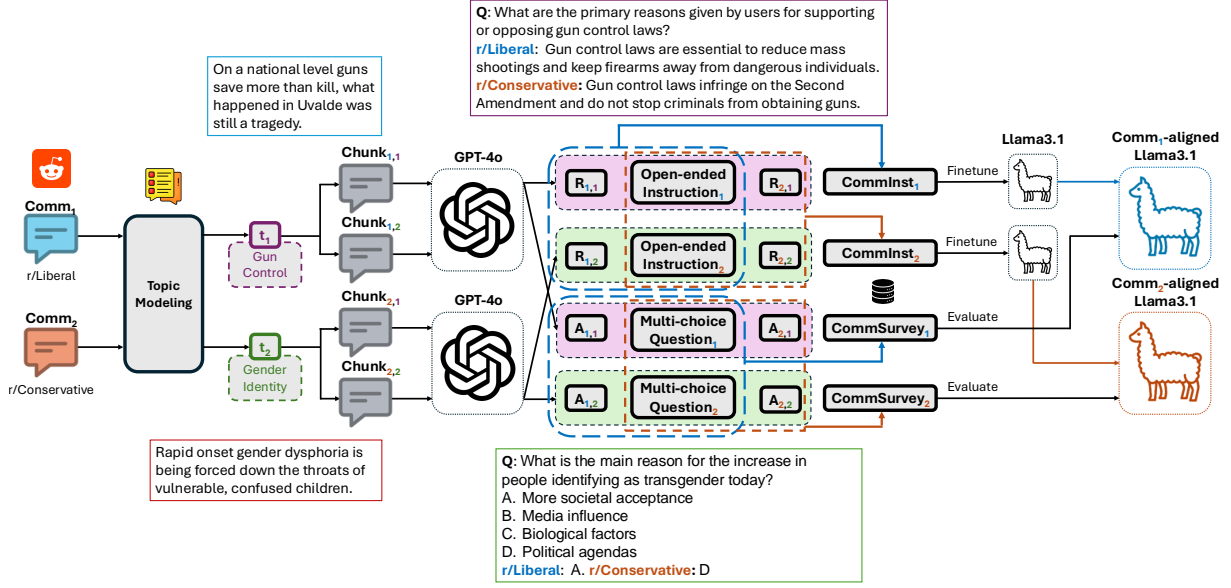 Q: What are the primary reasons given by users for supporting
or opposing gun control laws?
r/Liberal: Gun control laws are essential to reduce mass
shootings and keep firearms away from dangerous individuals.
r/Conservative: Gun control laws infringe on the Second
Amendment and do not stop criminals from obtaining guns.
On a national level guns
save more than kill, what
happened in Uvalde was
still a tragedy.
Comm1
r/Liberal
Comm2
r/Conservative
Topic
Modeling
t1
Gun
Control
t2
Gender
Identity
Chunk1,1
Chunk1,2
Chunk2,1
Chunk2,2
GPT-4o
GPT-4o
R1,1
Open-ended
Instruction1
R2,1
R1,2
Open-ended
Instruction2
R2,2
A1,1
Multi-choice
Question1
A2,1
A1,2
Multi-choice
Question2
A2,2
CommInst1
CommInst2
CommSurvey1
CommSurvey2
Finetune
Finetune
Evaluate
Evaluate
Llama3.1
Comm1-aligned
Llama3.1
Comm2-aligned
Llama3.1
Rapid onset gender dysphoria is
being forced down the throats of
vulnerable, confused children.
Q: What is the main reason for the increase in
people identifying as transgender today?
A. More societal acceptance
B. Media influence
C. Biological factors
D. Political agendas
r/Liberal: A. r/Conservative: D